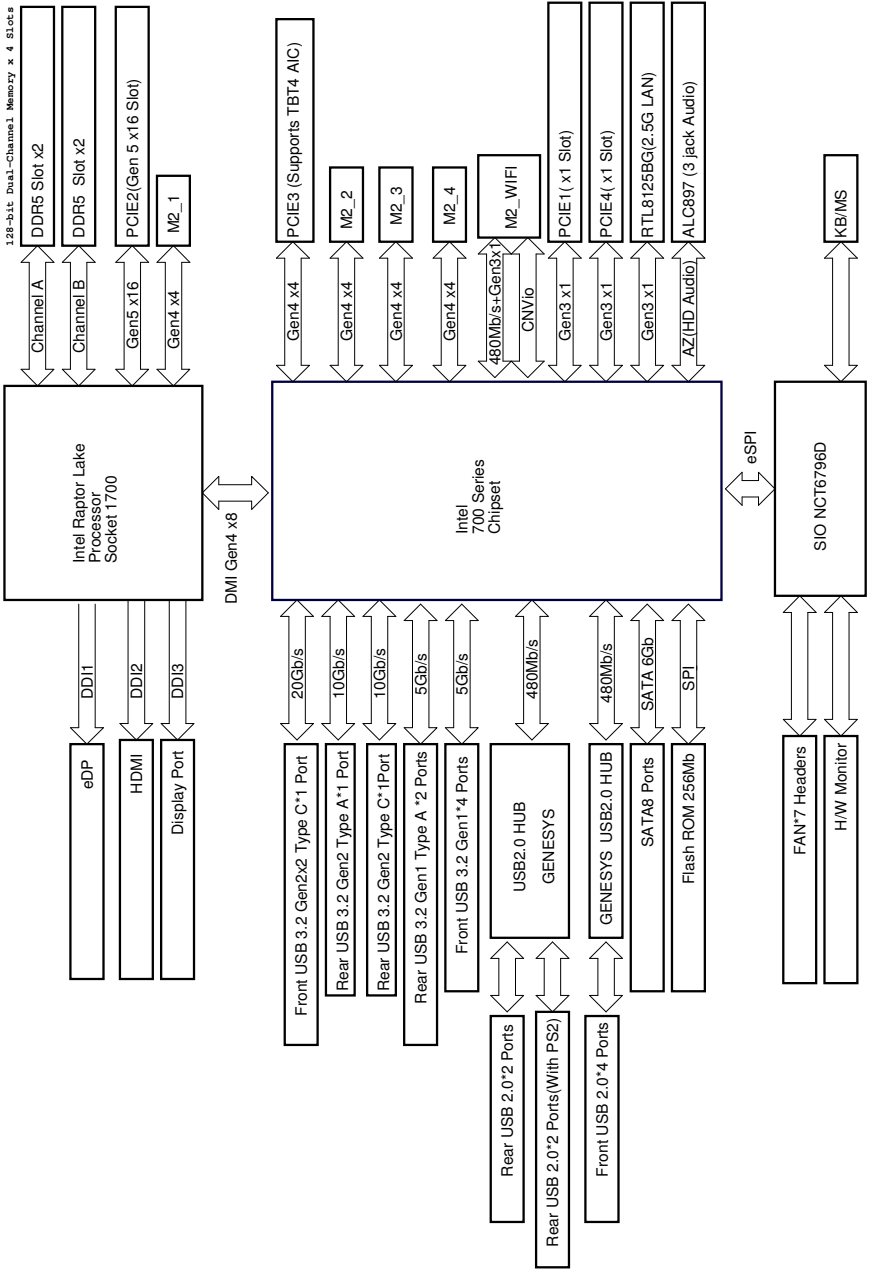 128-bit Dual-Channel Memory x 4 Slots
DDR5 Slot x2
DDR5 Slot x2
PCIE2(Gen 5 x16 Slot)
M2_1
Channel A
Channel B
Gen5 x16
Gen4 x4
Intel Raptor Lake
Processor
Socket 1700
DDI1
DDI2
DDI3
eDP
HDMI
Display Port
DMI Gen4 x8
PCIE3 (Supports TBT4 AIC)
M2_2
M2_3
M2_4
M2_WIFI
PCIE1( x1 Slot)
PCIE4( x1 Slot)
RTL8125BG(2.5G LAN)
ALC897 (3 jack Audio)
Gen4 x4
Gen4 x4
Gen4 x4
Gen4 x4
480Mb/s+Gen3x1
CNVio
Gen3 x1
Gen3 x1
Gen3 x1
AZ(HD Audio)
Intel
700 Series
Chipset
20Gb/s
10Gb/s
10Gb/s
5Gb/s
5Gb/s
480Mb/s
480Mb/s
SATA 6Gb
SPI
Front USB 3.2 Gen2x2 Type C*1 Port
Rear USB 3.2 Gen2 Type A*1 Port
Rear USB 3.2 Gen2 Type C*1Port
Rear USB 3.2 Gen1 Type A *2 Ports
Front USB 3.2 Gen1*4 Ports
USB2.0 HUB
GENESYS
GENESYS USB2.0 HUB
SATA8 Ports
Flash ROM 256Mb
Rear USB 2.0*2 Ports
Rear USB 2.0*2 Ports(With PS2)
Front USB 2.0*4 Ports
eSPI
KB/MS
SIO NCT6796D
FAN*7 Headers
H/W Monitor